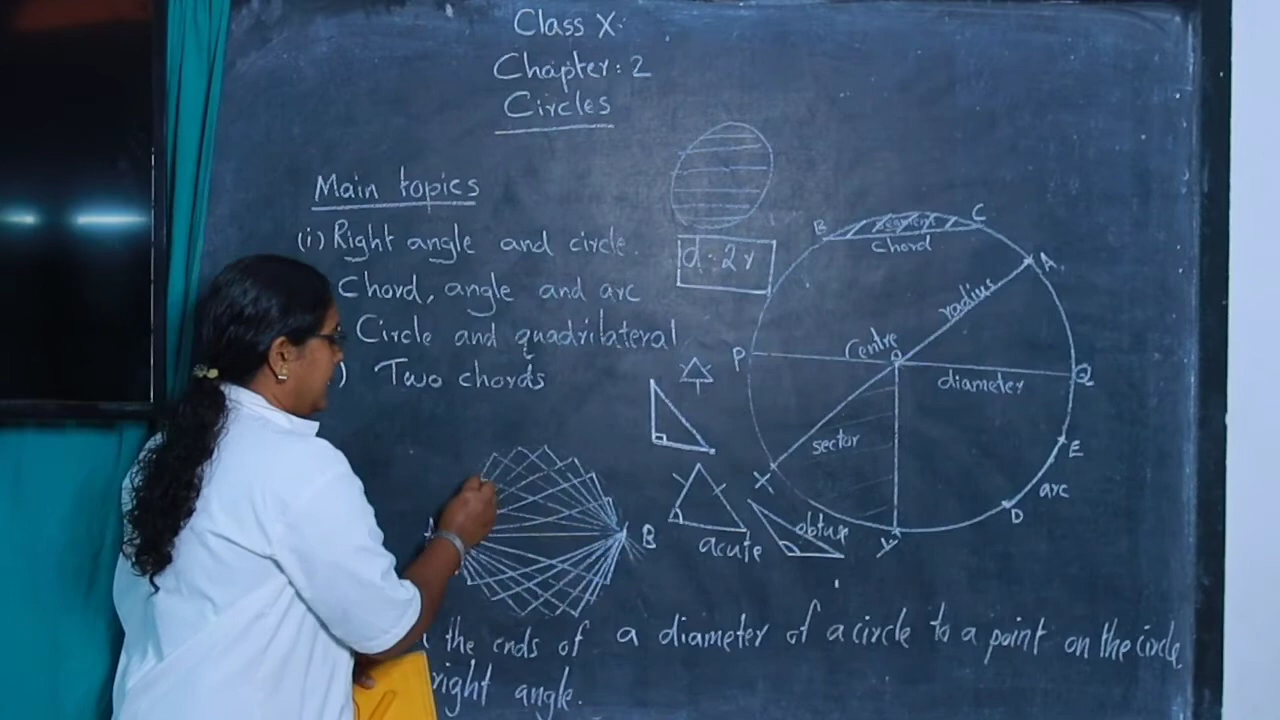 Class X:
Chapter: 2
Circles
Main topics
(i) Right angle and circle.
Chord, angle and arc
Circle and quadrilateral
) Two chords
d = 2r
B
segment
C
chord
A
radius
P
Centre
O
Q
diameter
sector
X
E
arc
D
Y
acute
obtuse
B
the ends of a diameter of a circle to a point on the circle
right angle.